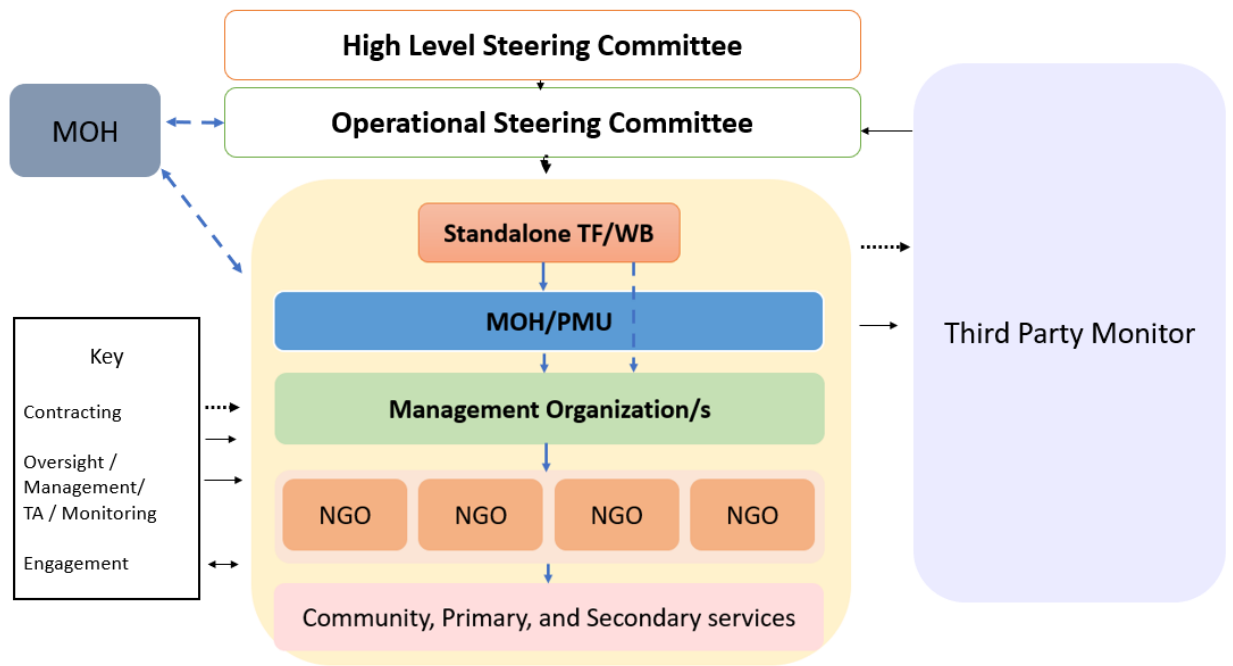 High Level Steering Committee
MOH
Operational Steering Committee
Standalone TF/WB
MOH/PMU
Management Organization/s
NGO NGO NGO NGO
Community, Primary, and Secondary services
Third Party Monitor
Key
Contracting
Oversight /
Management/
TA / Monitoring
Engagement